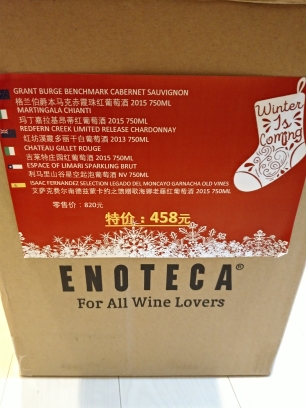 GRANT BURGE BENCHMARK CABERNET SAUVIGNON
格兰伯爵本马克赤霞珠红葡萄酒 2015 750ML
MARTINGALA CHIANTI
玛丁嘉拉基昂蒂红葡萄酒 2015 750ML
REDFERN CREEK LIMITED RELEASE CHARDONNAY
红坊溪霞多丽干白葡萄酒 2013 750ML
CHATEAU GILLET ROUGE
吉莱特庄园红葡萄酒 2015 750ML
ESPACE OF LIMARI SPARKLING BRUT
利马里山谷星空起泡葡萄酒 NV 750ML
ISAAC FERNANDEZ SELECTION LEGADO DEL MONCAYO GARNACHA OLD VINES
艾萨克费尔南德兹蒙卡约之馈赠歌海娜老藤红葡萄酒 2015 750ML
零售价：820元
特价：458元
Winter
Is
Coming
ENOTECA®
For All Wine Lovers